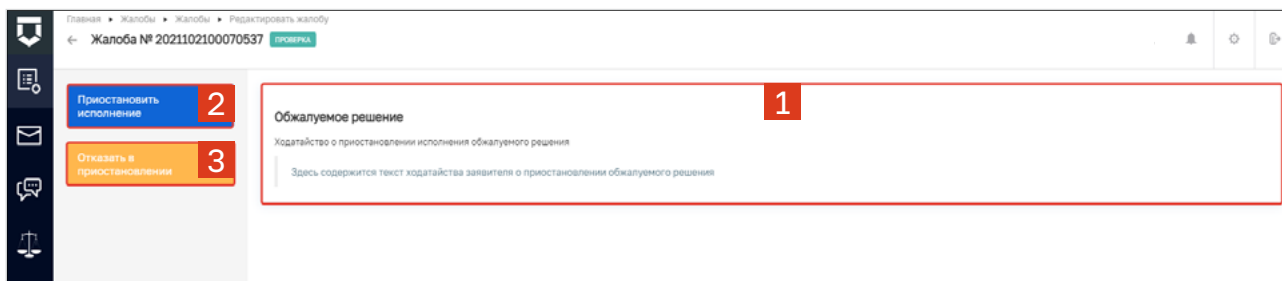 Главная ▸ Жалобы ▸ Жалобы ▸ Редактировать жалобу
← Жалоба № 2021102100070537 ПРОВЕРКА
Приостановить
исполнение
2
Отказать в
приостановлении
3
1
Обжалуемое решение
Ходатайство о приостановлении исполнения обжалуемого решения
Здесь содержится текст ходатайства заявителя о приостановлении обжалуемого решения